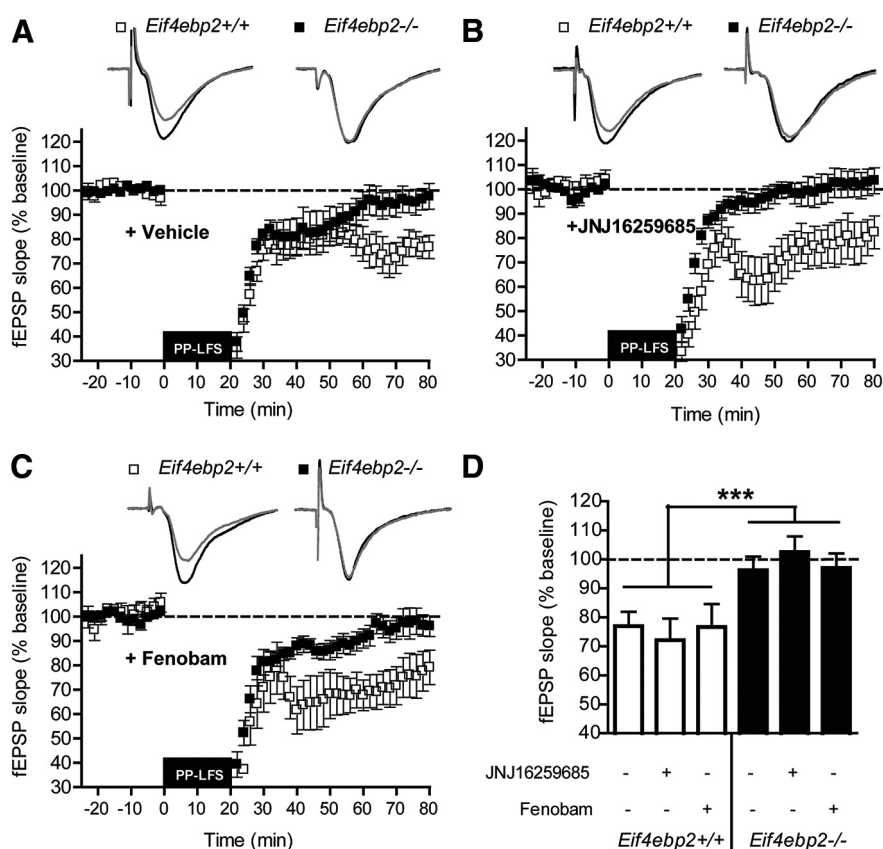 A
Eif4ebp2+/+ Eif4ebp2-/-
fEPSP slope (% baseline)
120
110
100
90
80
70
60
50
40
30
+ Vehicle
PP-LFS
-20 -10 0 10 20 30 40 50 60 70 80
Time (min)
B
Eif4ebp2+/+ Eif4ebp2-/-
fEPSP slope (% baseline)
120
110
100
90
80
70
60
50
40
30
+JNJ16259685
PP-LFS
-20 -10 0 10 20 30 40 50 60 70 80
Time (min)
C
Eif4ebp2+/+ Eif4ebp2-/-
fEPSP slope (% baseline)
120
110
100
90
80
70
60
50
40
30
+ Fenobam
PP-LFS
-20 -10 0 10 20 30 40 50 60 70 80
Time (min)
D
fEPSP slope (% baseline)
120
110
100
90
80
70
60
50
40
***
JNJ16259685 - + - - + -
Fenobam - - + - - +
Eif4ebp2+/+ Eif4ebp2-/-